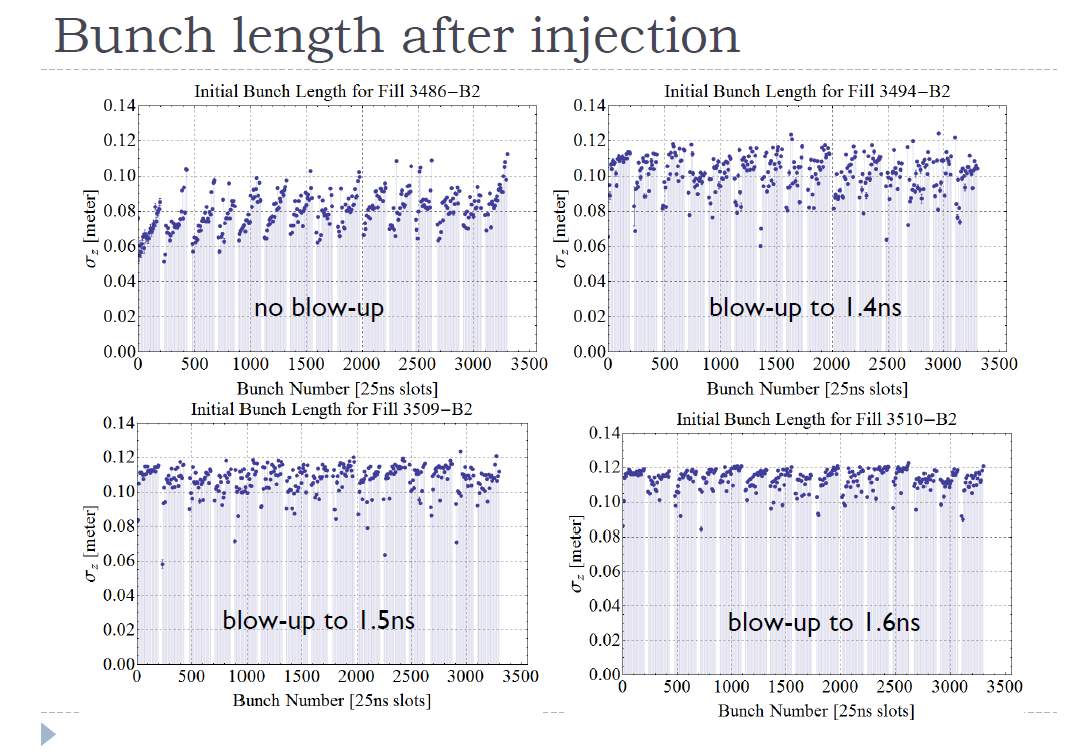 Bunch length after injection
Initial Bunch Length for Fill 3486−B2
0.14
0.12
0.10
0.08
0.06
0.04
0.02
0.00
σz [meter]
no blow-up
0 500 1000 1500 2000 2500 3000 3500
Bunch Number [25ns slots]
Initial Bunch Length for Fill 3494−B2
0.14
0.12
0.10
0.08
0.06
0.04
0.02
0.00
σz [meter]
blow-up to 1.4ns
0 500 1000 1500 2000 2500 3000 3500
Bunch Number [25ns slots]
Initial Bunch Length for Fill 3509−B2
0.14
0.12
0.10
0.08
0.06
0.04
0.02
0.00
σz [meter]
blow-up to 1.5ns
0 500 1000 1500 2000 2500 3000 3500
Bunch Number [25ns slots]
Initial Bunch Length for Fill 3510−B2
0.14
0.12
0.10
0.08
0.06
0.04
0.02
0.00
σz [meter]
blow-up to 1.6ns
0 500 1000 1500 2000 2500 3000 3500
Bunch Number [25ns slots]